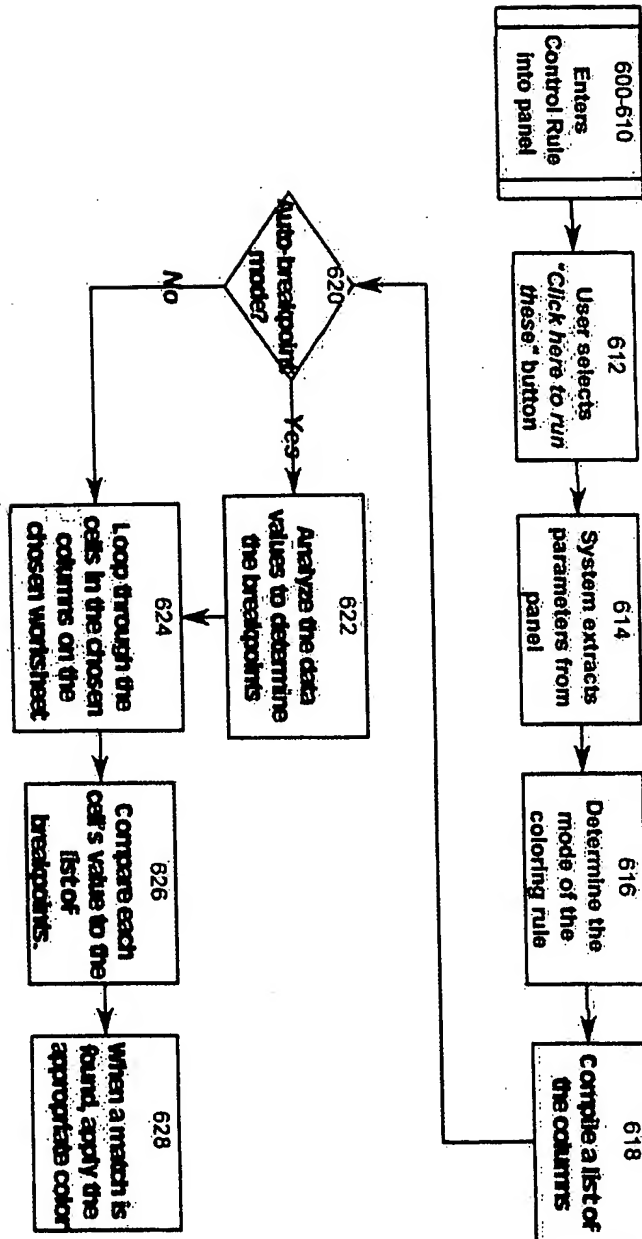 600-610
Enters
Control Rule
into panel
612
User selects
"Click here to run
these" button
614
System extracts
parameters from
panel
616
Determine the
mode of the
coloring rule
618
Compile a list of
the columns
620
Auto-breakpoint
mode?
Yes
No
622
Analyze the data
values to determine
the breakpoints
624
Loop through the
cells in the chosen
columns on the
chosen worksheet
626
Compare each
cell's value to the
list of
breakpoints.
628
When a match is
found, apply the
appropriate color